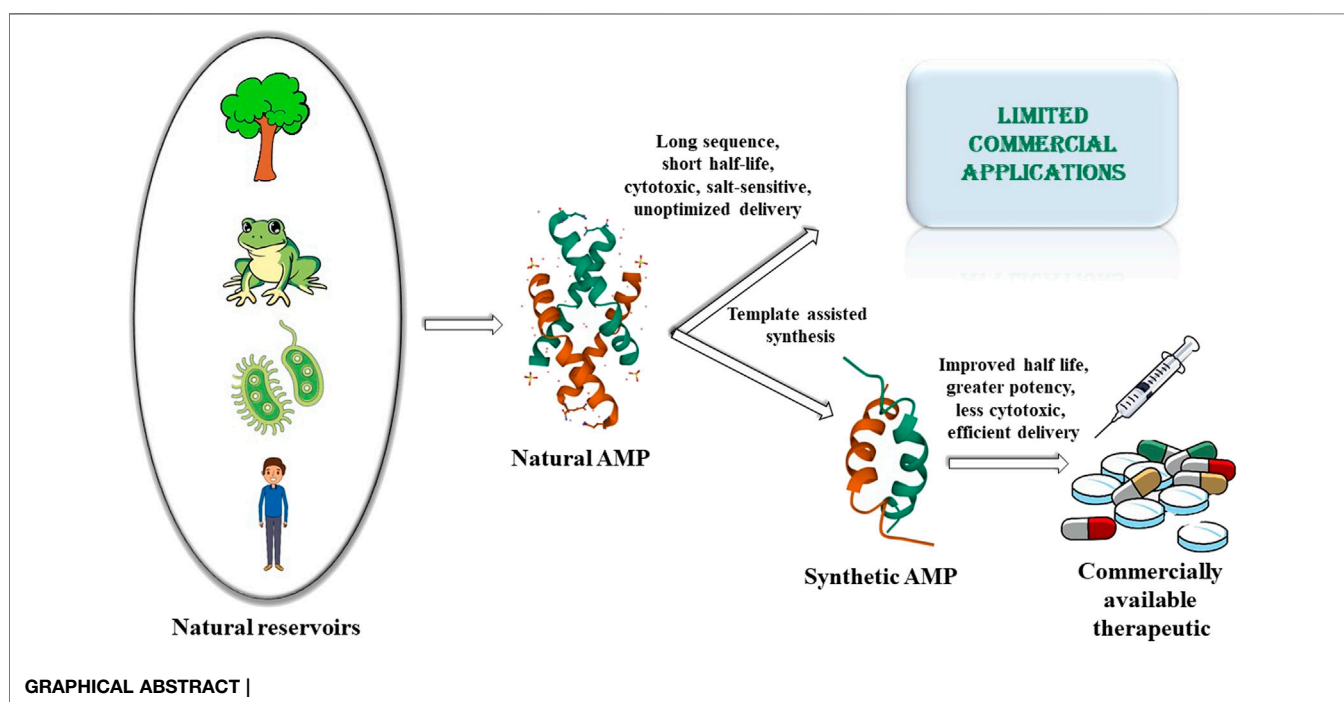 LIMITED
COMMERCIAL
APPLICATIONS
Long sequence,
short half-life,
cytotoxic, salt-sensitive,
unoptimized delivery
Template assisted
synthesis
Improved half life,
greater potency,
less cytotoxic,
efficient delivery
Natural AMP
Synthetic AMP
Commercially
available
therapeutic
Natural reservoirs
GRAPHICAL ABSTRACT |